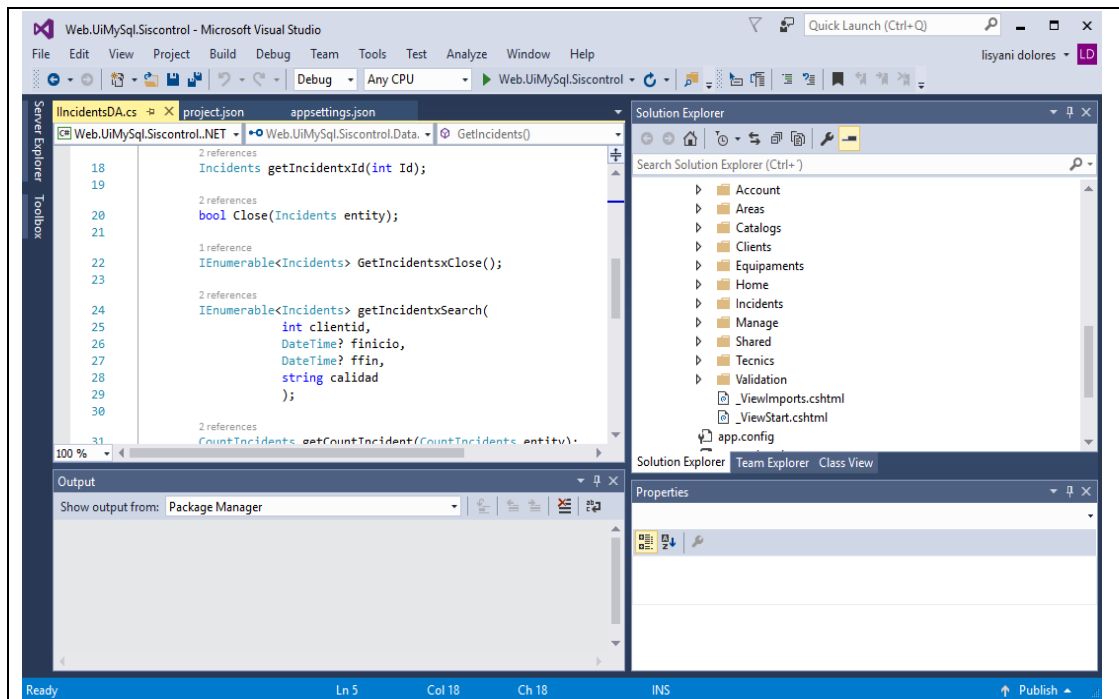 Web.UiMySql.Siscontrol - Microsoft Visual Studio
Quick Launch (Ctrl+Q)
File Edit View Project Build Debug Team Tools Test Analyze Window Help
lisyani dolores LD
Debug Any CPU Web.UiMySql.Siscontrol
Server Explorer
Toolbox
IIncidentsDA.cs project.json appsettings.json
Web.UiMySql.Siscontrol..NET Web.UiMySql.Siscontrol.Data. GetIncidents()
2 references
18 Incidents getIncidentxId(int Id);
19
2 references
20 bool Close(Incidents entity);
21
1 reference
22 IEnumerable<Incidents> GetIncidentsxClose();
23
2 references
24 IEnumerable<Incidents> getIncidentxSearch(
25 int clientid,
26 DateTime? finicio,
27 DateTime? ffin,
28 string calidad
29 );
30
2 references
31 CountIncidents getCountIncident(CountIncidents entity);
100 %
Output
Show output from: Package Manager
Solution Explorer
Search Solution Explorer (Ctrl+´)
Account
Areas
Catalogs
Clients
Equipaments
Home
Incidents
Manage
Shared
Tecnics
Validation
_ViewImports.cshtml
_ViewStart.cshtml
app.config
Solution Explorer Team Explorer Class View
Properties
Ready Ln 5 Col 18 Ch 18 INS Publish